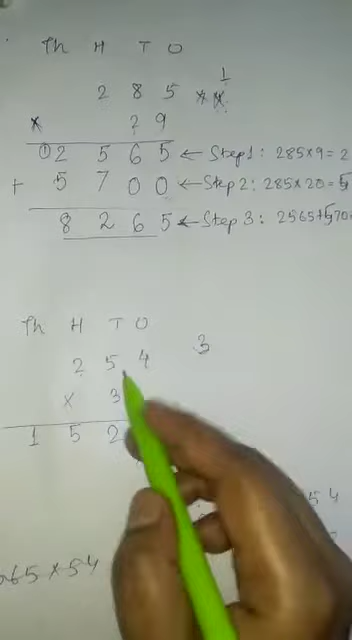 Th H T O
1
2 8 5
× 2 9
① 2 5 6 5 ← Step 1: 285×9=2
+ 5 7 0 0 ← Step 2: 285×20=5
8 2 6 5 ← Step 3: 2565+570
Th H T O
2 5 4 3
× 3
1 5 2
54
065×54